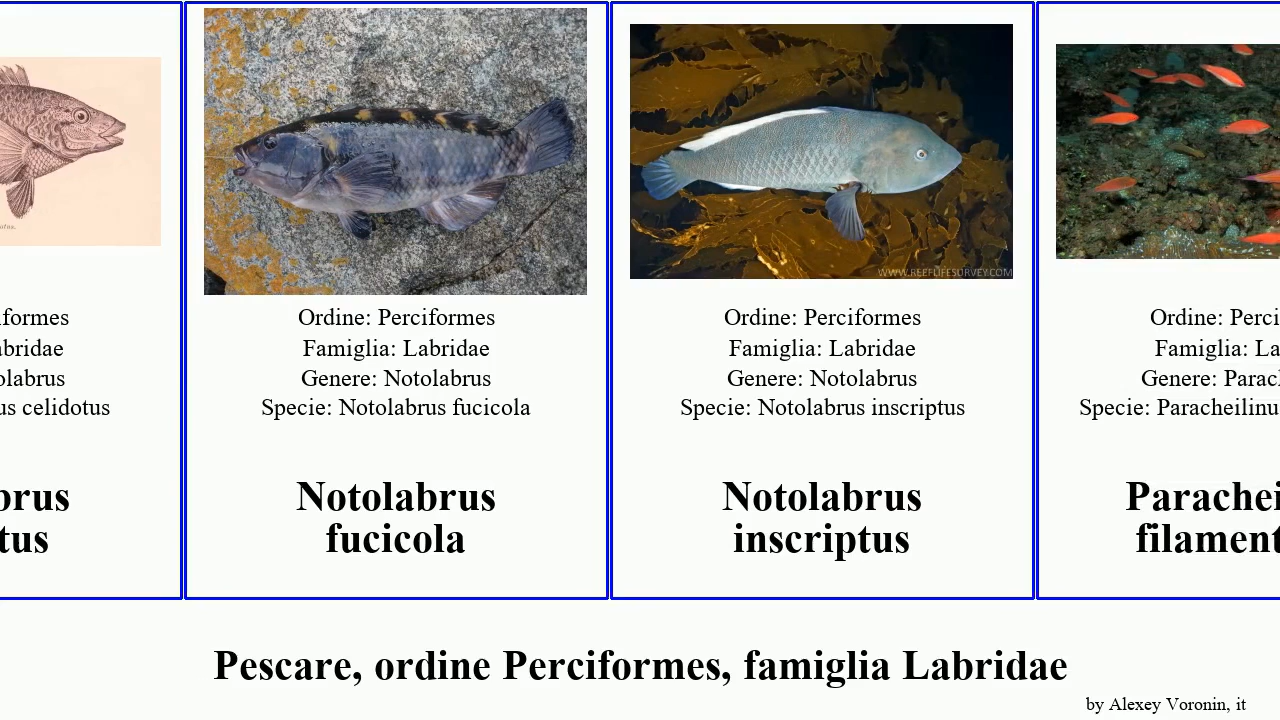 iformes
abridae
olabrus
us celidotus
brus
tus
Ordine: Perciformes
Famiglia: Labridae
Genere: Notolabrus
Specie: Notolabrus fucicola
Notolabrus
fucicola
WWW.REEFLIFESURVEY.COM
Ordine: Perciformes
Famiglia: Labridae
Genere: Notolabrus
Specie: Notolabrus inscriptus
Notolabrus
inscriptus
Ordine: Perci
Famiglia: La
Genere: Parach
Specie: Paracheilinu
Parachei
filament
Pescare, ordine Perciformes, famiglia Labridae
by Alexey Voronin, it